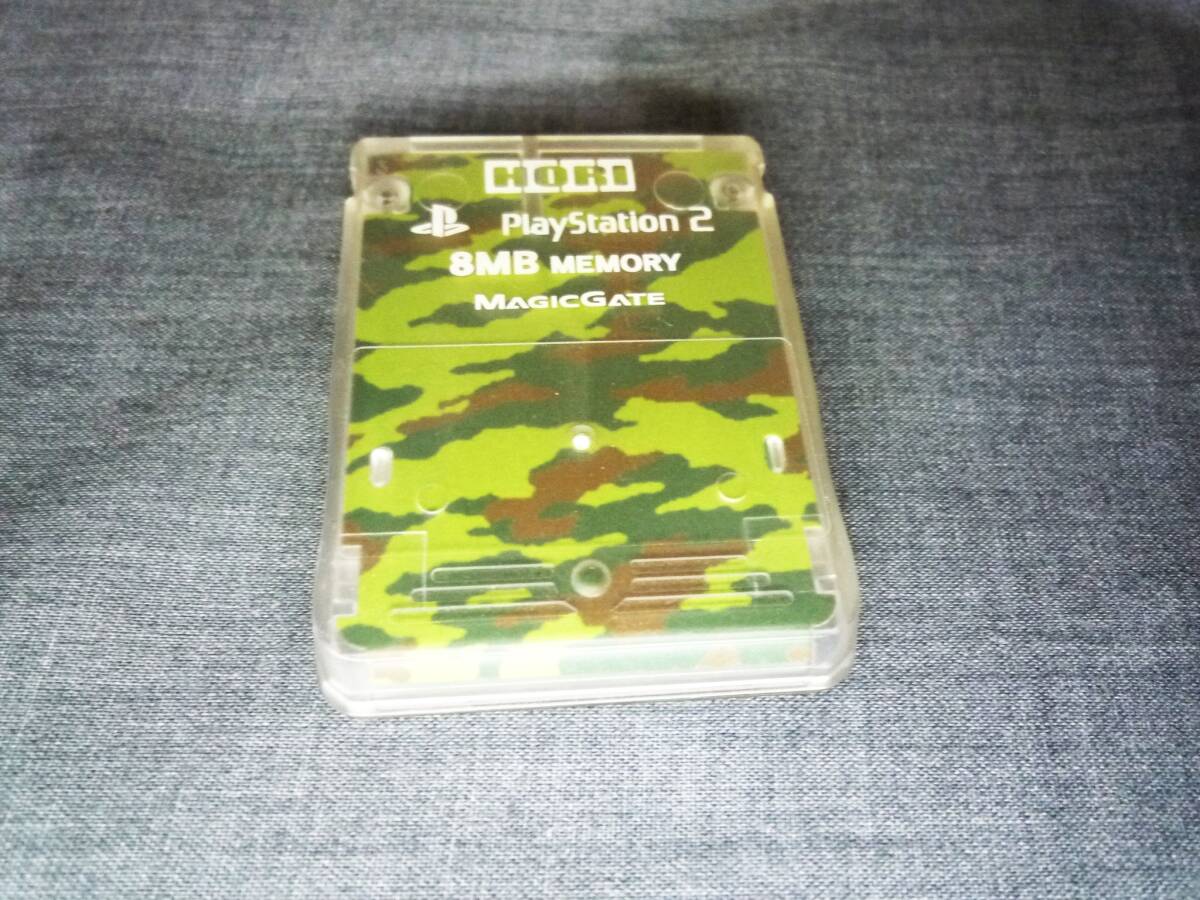 HORI
PlayStation 2
8MB MEMORY
MAGICGATE